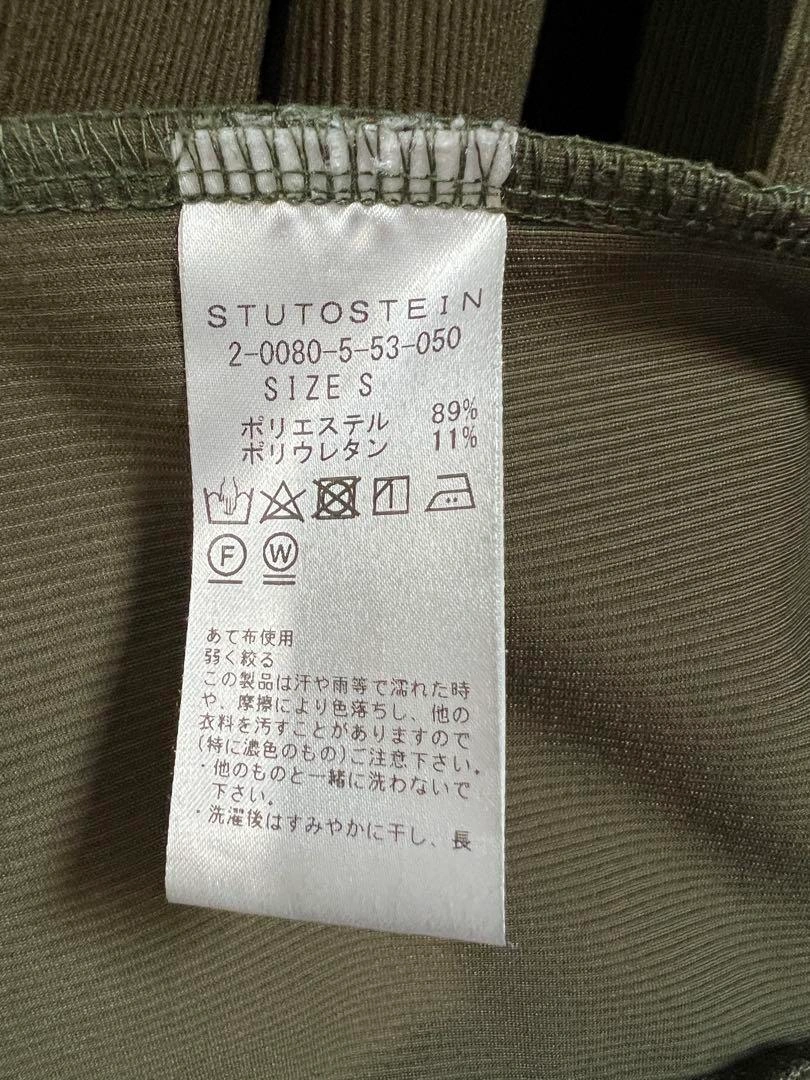 STUTOSTEIN
2-0080-5-53-050
SIZE S
ポリエステル 89%
ポリウレタン 11%
F W
あて布使用
弱く絞る
この製品は汗や雨等で濡れた時
や、摩擦により色落ちし、他の
衣料を汚すことがありますので
(特に濃色のもの)ご注意下さい。
・他のものと一緒に洗わないで
下さい。
・洗濯後はすみやかに干し、長